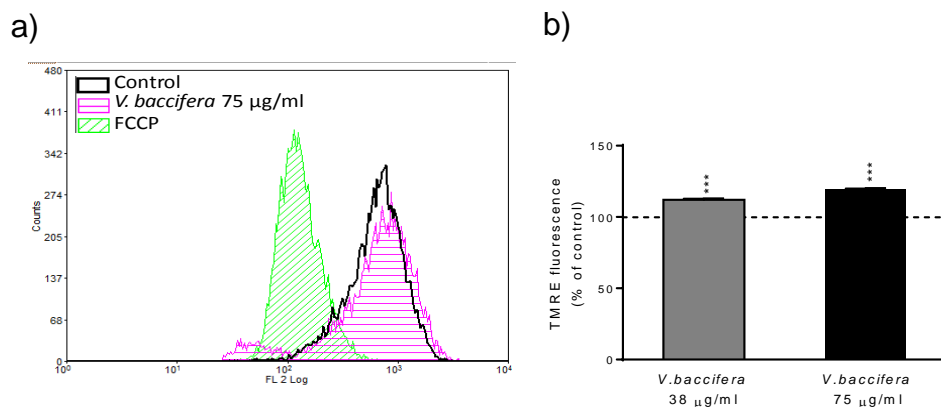 a)
Control
V. baccifera 75 µg/ml
FCCP
480
411
342
274
205
137
68
0
Counts
10⁰ 10¹ 10² 10³ 10⁴
FL 2 Log
b)
150
100
50
0
TMRE fluorescence
(% of control)
***
***
V.baccifera
38 µg/ml
V.baccifera
75 µg/ml